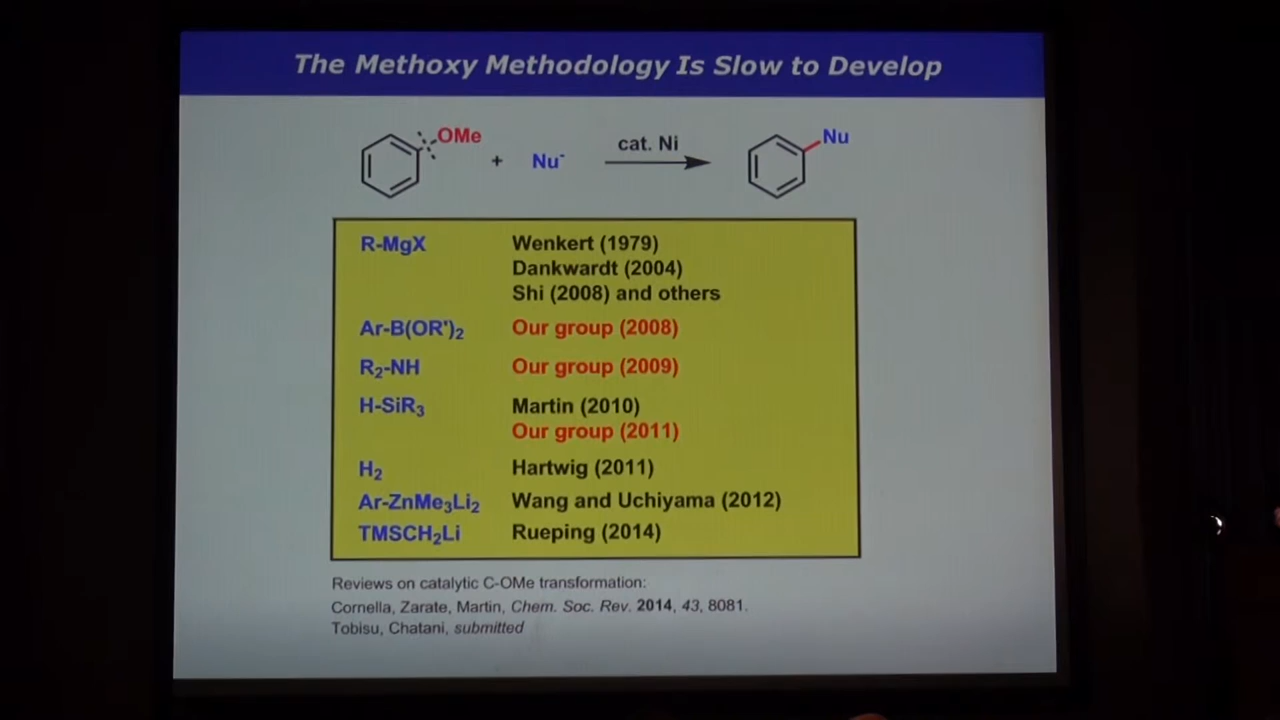 The Methoxy Methodology Is Slow to Develop
OMe
+ Nu⁻ cat. Ni Nu
R-MgX Wenkert (1979)
Dankwardt (2004)
Shi (2008) and others
Ar-B(OR')₂ Our group (2008)
R₂-NH Our group (2009)
H-SiR₃ Martin (2010)
Our group (2011)
H₂ Hartwig (2011)
Ar-ZnMe₃Li₂ Wang and Uchiyama (2012)
TMSCH₂Li Rueping (2014)
Reviews on catalytic C-OMe transformation:
Cornella, Zarate, Martin, Chem. Soc. Rev. 2014, 43, 8081.
Tobisu, Chatani, submitted